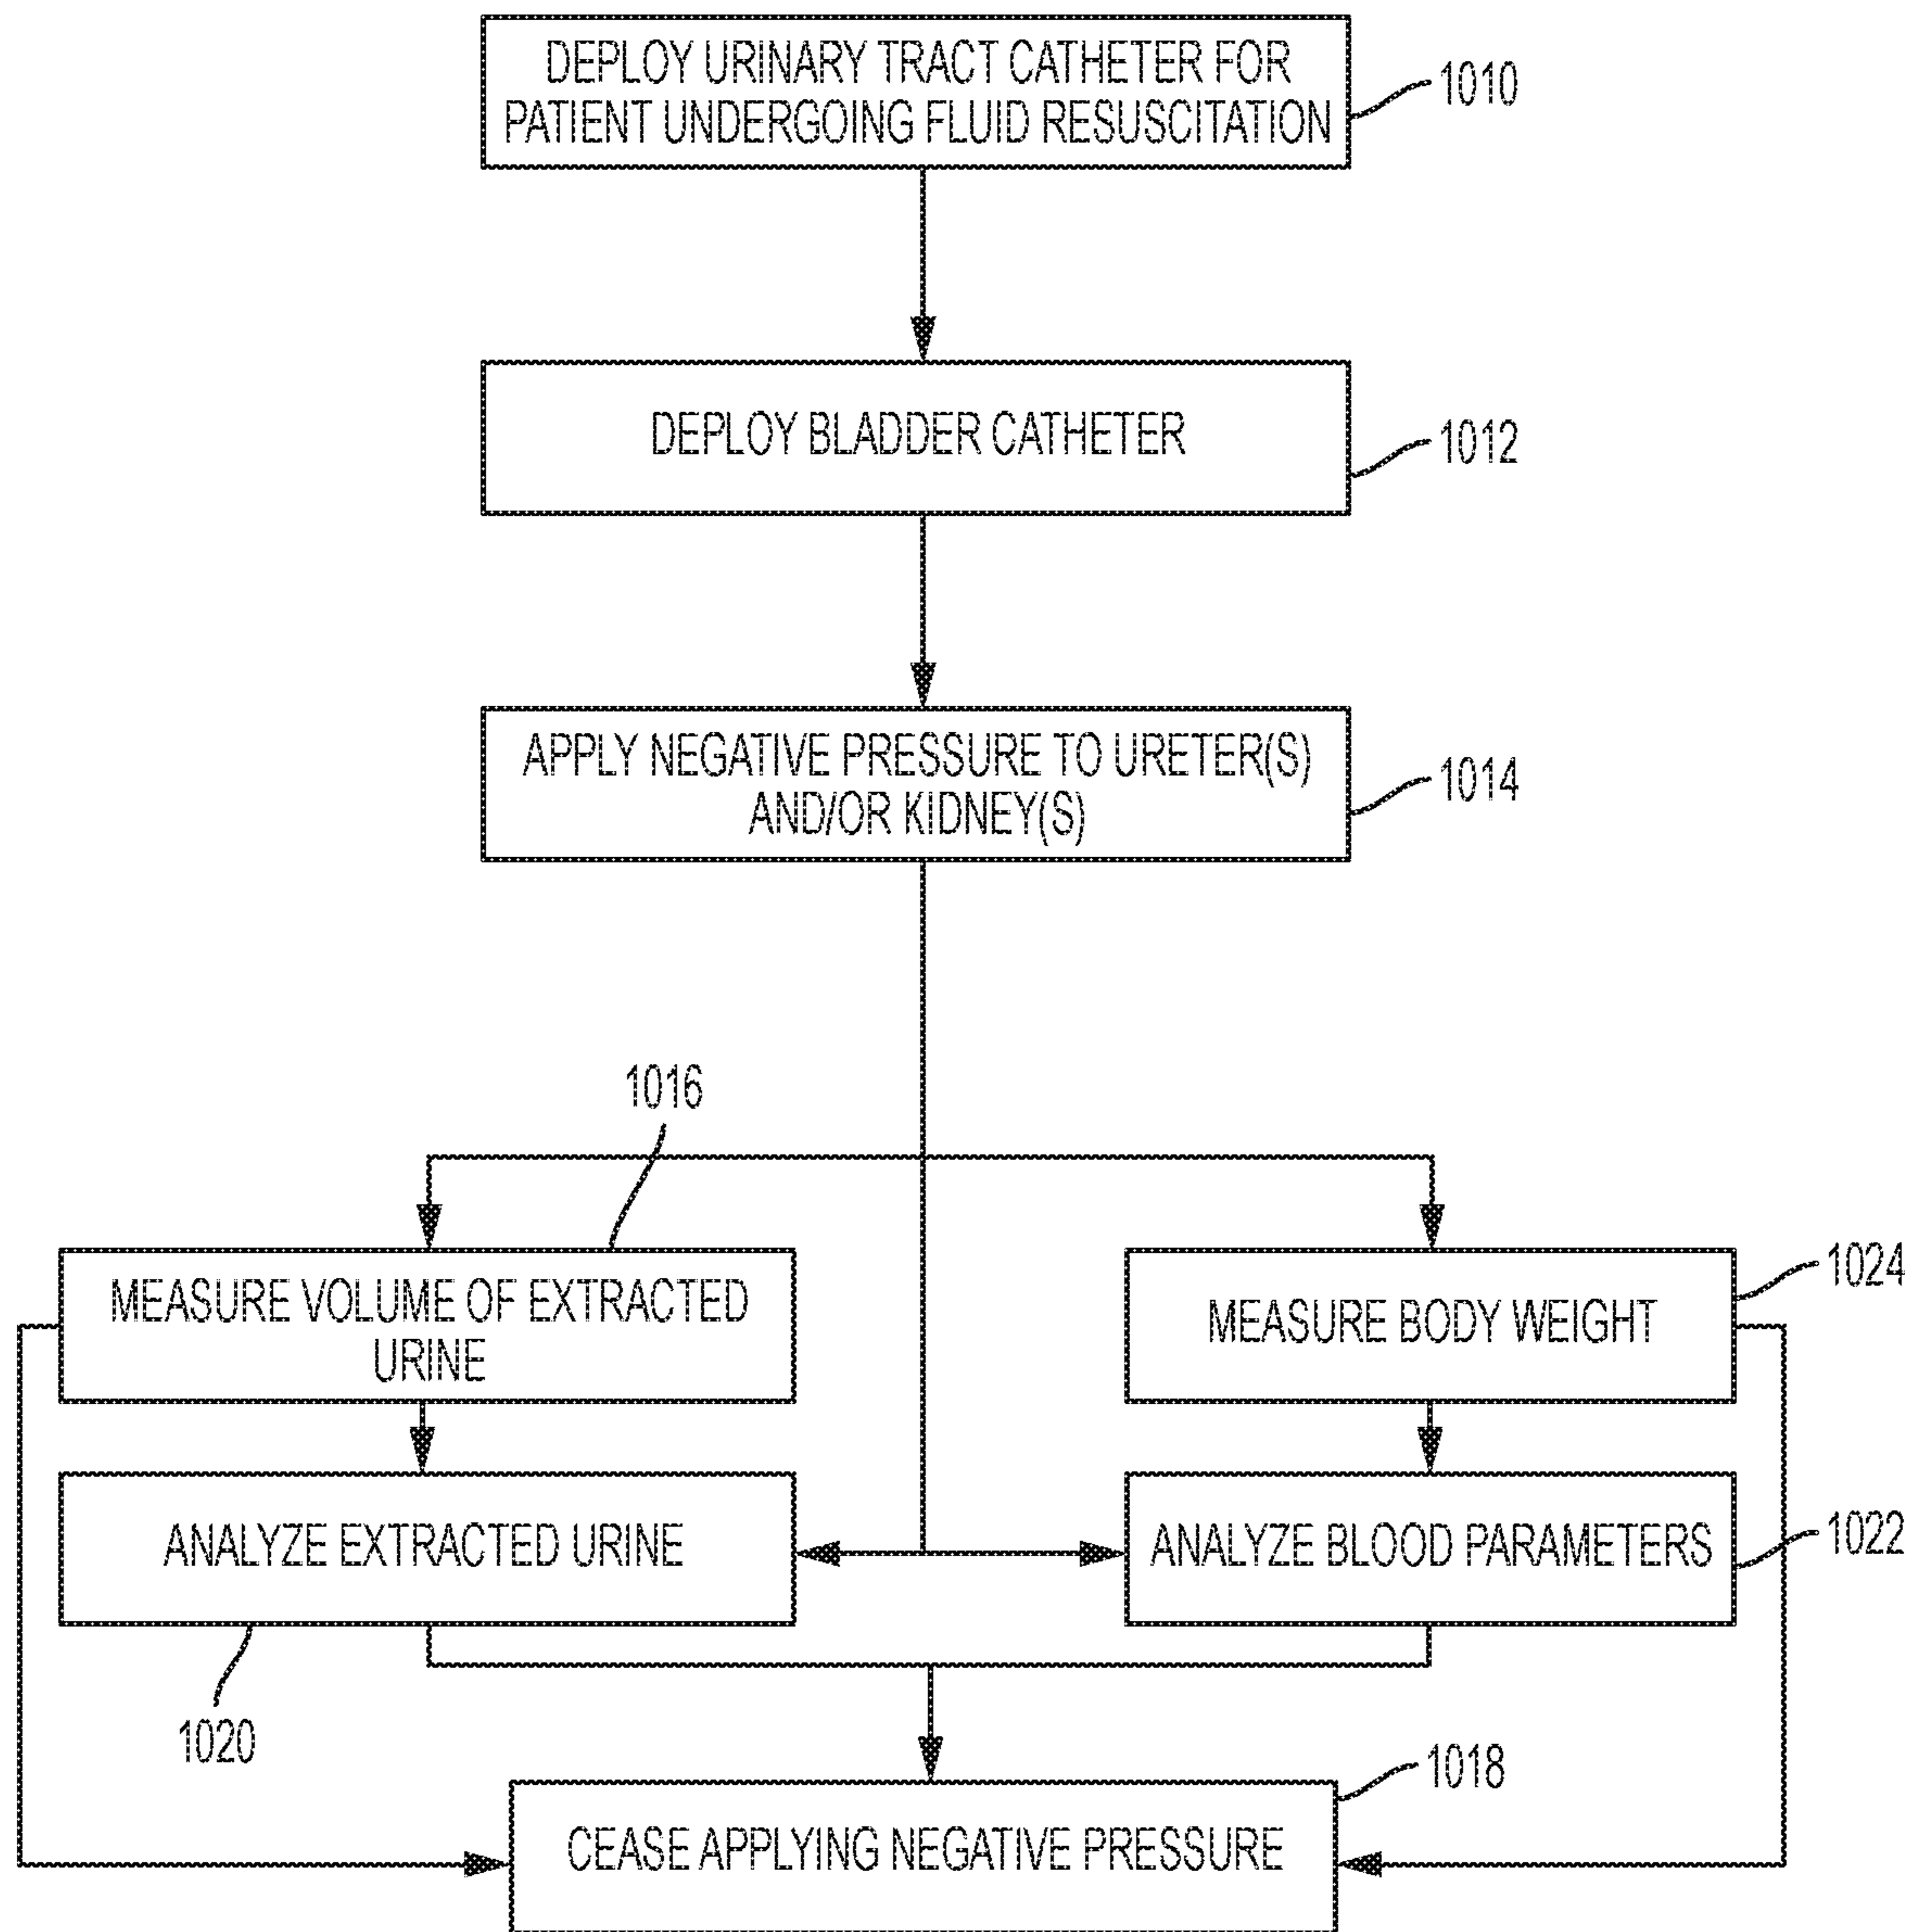 DEPLOY URINARY TRACT CATHETER FOR
PATIENT UNDERGOING FLUID RESUSCITATION
1010
DEPLOY BLADDER CATHETER
1012
APPLY NEGATIVE PRESSURE TO URETER(S)
AND/OR KIDNEY(S)
1014
1016
MEASURE VOLUME OF EXTRACTED
URINE
MEASURE BODY WEIGHT
1024
ANALYZE EXTRACTED URINE
ANALYZE BLOOD PARAMETERS
1022
1020
1018
CEASE APPLYING NEGATIVE PRESSURE